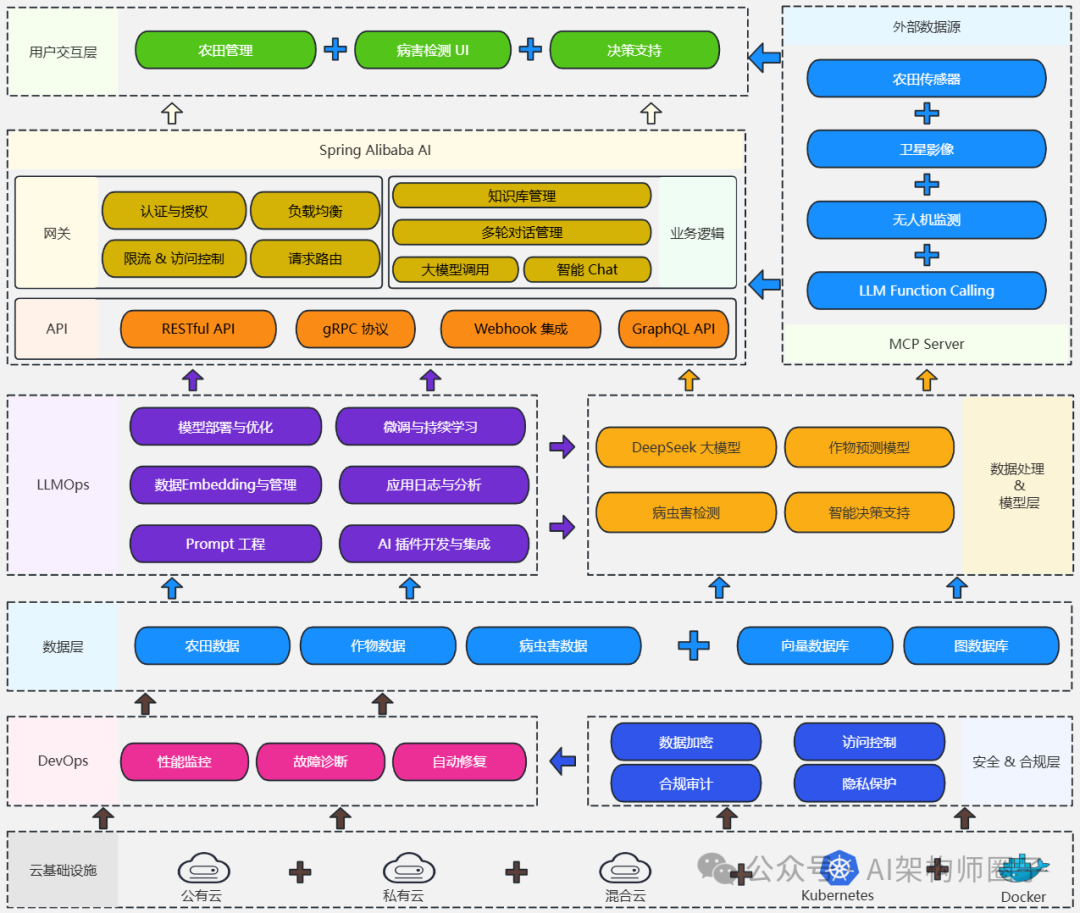 用户交互层
农田管理
病害检测 UI
决策支持
外部数据源
农田传感器
卫星影像
无人机监测
LLM Function Calling
MCP Server
Spring Alibaba AI
网关
认证与授权
负载均衡
限流 & 访问控制
请求路由
知识库管理
多轮对话管理
大模型调用
智能 Chat
业务逻辑
API
RESTful API
gRPC 协议
Webhook 集成
GraphQL API
LLMOps
模型部署与优化
微调与持续学习
数据Embedding与管理
应用日志与分析
Prompt 工程
AI 插件开发与集成
DeepSeek 大模型
作物预测模型
病虫害检测
智能决策支持
数据处理
&
模型层
数据层
农田数据
作物数据
病虫害数据
向量数据库
图数据库
DevOps
性能监控
故障诊断
自动修复
数据加密
访问控制
合规审计
隐私保护
安全 & 合规层
云基础设施
公有云
私有云
混合云
Kubernetes
Docker
公众号
AI架构师圈子